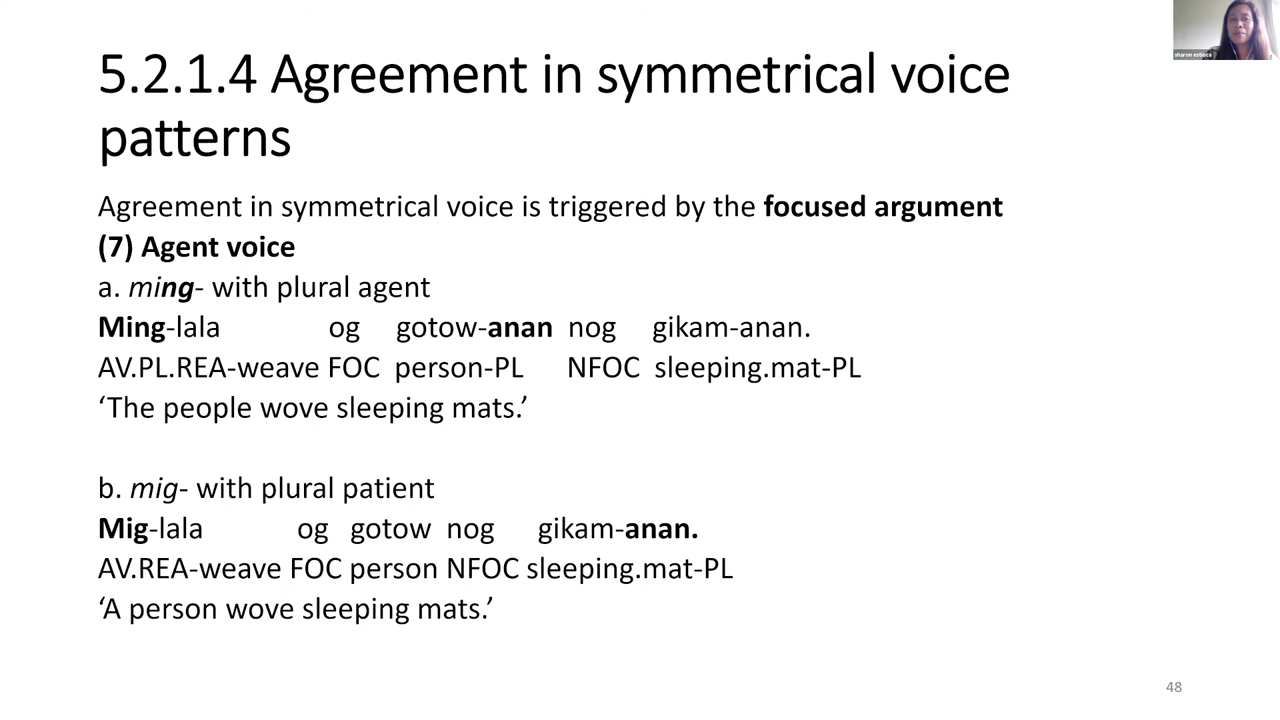 5.2.1.4 Agreement in symmetrical voice
patterns
sharon estioca
Agreement in symmetrical voice is triggered by the focused argument
(7) Agent voice
a. ming- with plural agent
Ming-lala og gotow-anan nog gikam-anan.
AV.PL.REA-weave FOC person-PL NFOC sleeping.mat-PL
‘The people wove sleeping mats.’
b. mig- with plural patient
Mig-lala og gotow nog gikam-anan.
AV.REA-weave FOC person NFOC sleeping.mat-PL
‘A person wove sleeping mats.’
48